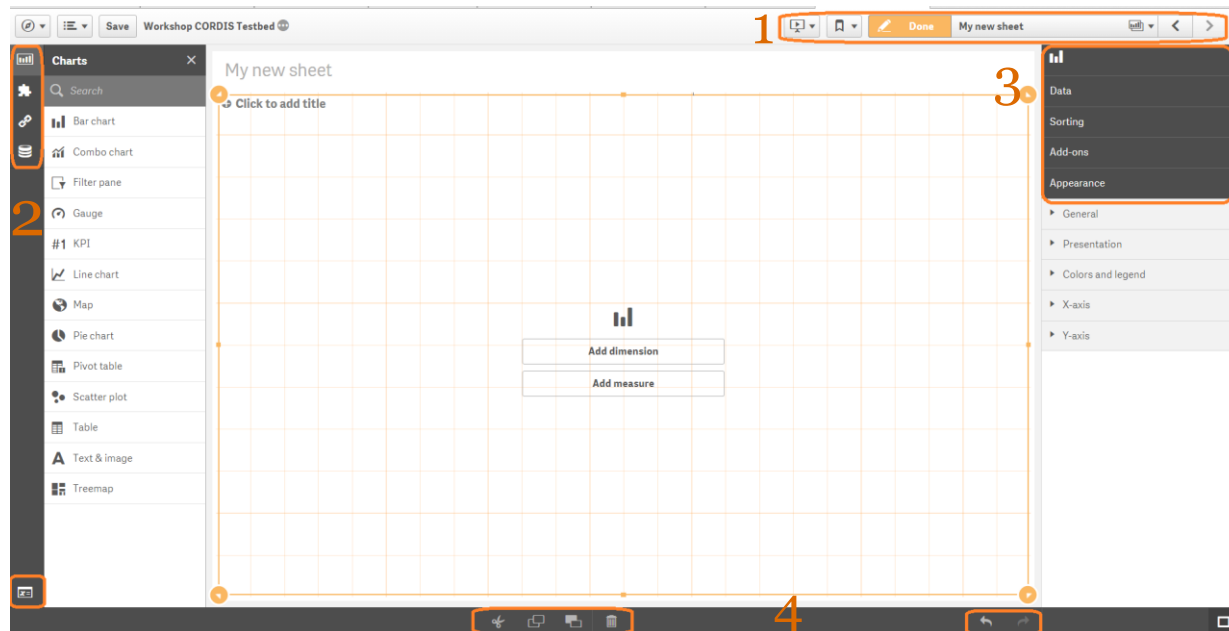 Save
Workshop CORDIS Testbed
1
Done
My new sheet
Charts
Search
Bar chart
Combo chart
Filter pane
Gauge
#1 KPI
Line chart
Map
Pie chart
Pivot table
Scatter plot
Table
A Text & image
Treemap
2
My new sheet
Click to add title
Add dimension
Add measure
3
Data
Sorting
Add-ons
Appearance
General
Presentation
Colors and legend
X-axis
Y-axis
x=
4